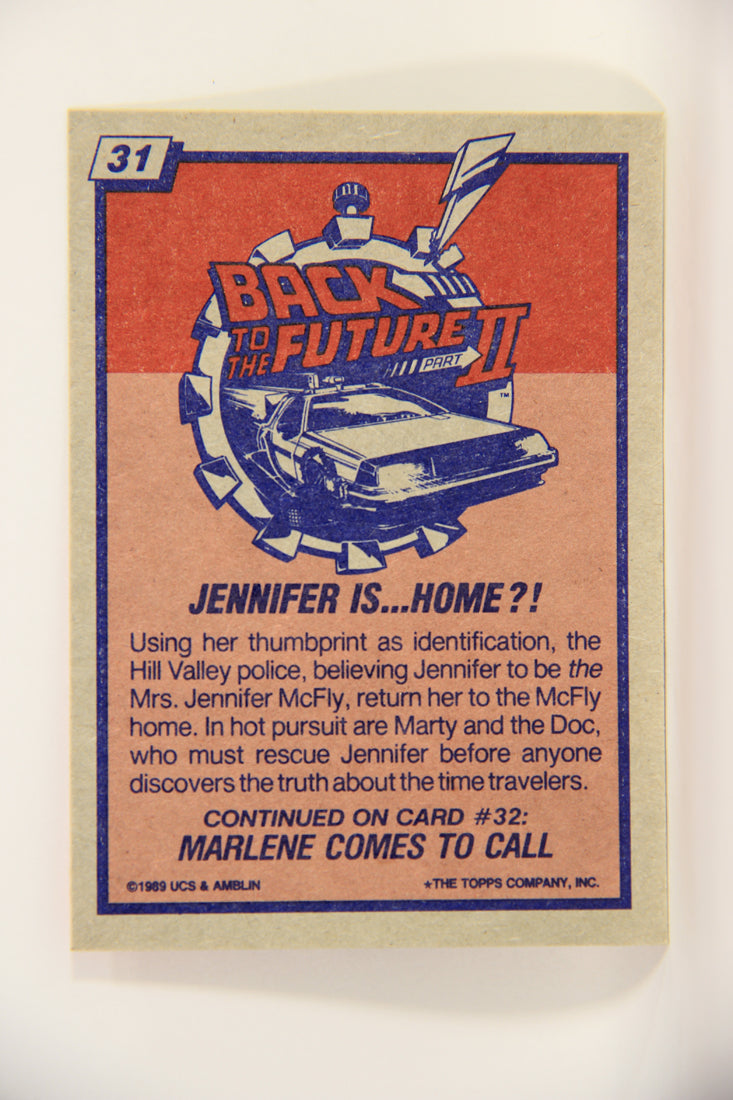 31
BACK
TO
THE FUTURE
PART II
TM
JENNIFER IS...HOME?!
Using her thumbprint as identification, the
Hill Valley police, believing Jennifer to be the
Mrs. Jennifer McFly, return her to the McFly
home. In hot pursuit are Marty and the Doc,
who must rescue Jennifer before anyone
discovers the truth about the time travelers.
CONTINUED ON CARD #32:
MARLENE COMES TO CALL
©1989 UCS & AMBLIN
★THE TOPPS COMPANY, INC.